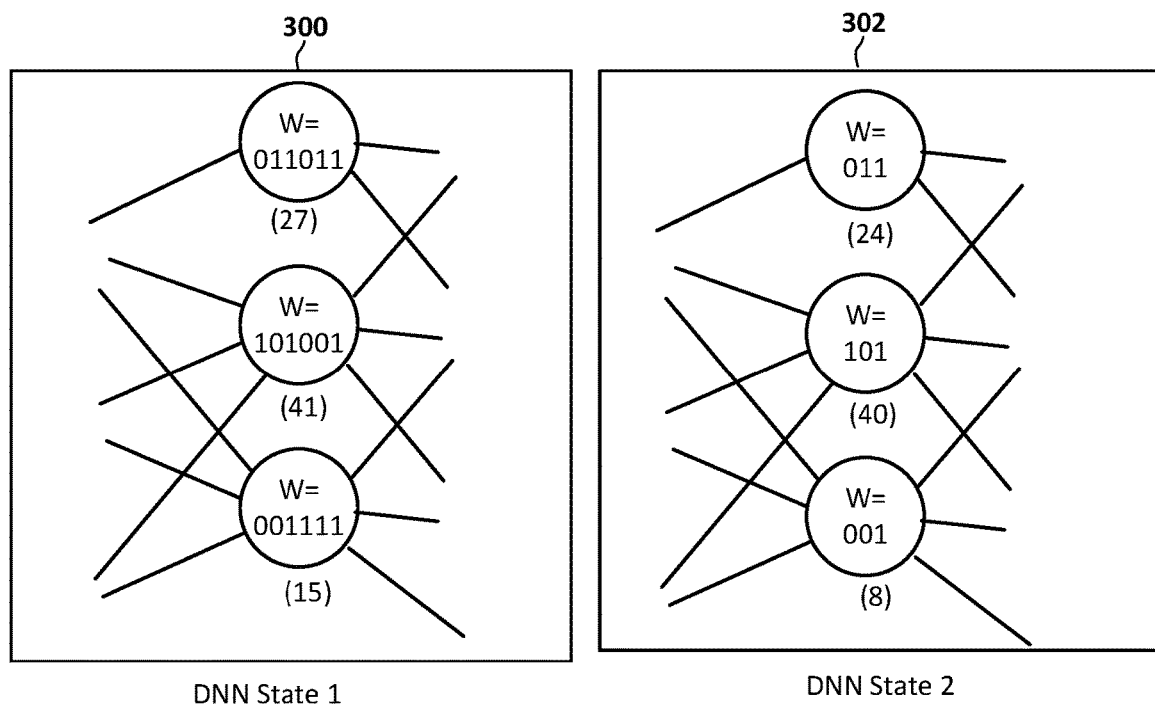 300
W=
011011
(27)
W=
101001
(41)
W=
001111
(15)
DNN State 1
302
W=
011
(24)
W=
101
(40)
W=
001
(8)
DNN State 2